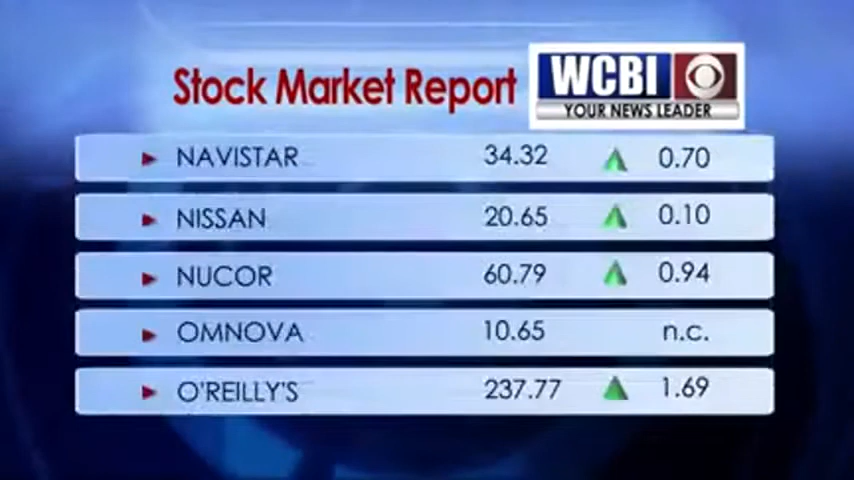 Stock Market Report
WCBI
YOUR NEWS LEADER
NAVISTAR 34.32 0.70
NISSAN 20.65 0.10
NUCOR 60.79 0.94
OMNOVA 10.65 n.c.
O'REILLY'S 237.77 1.69